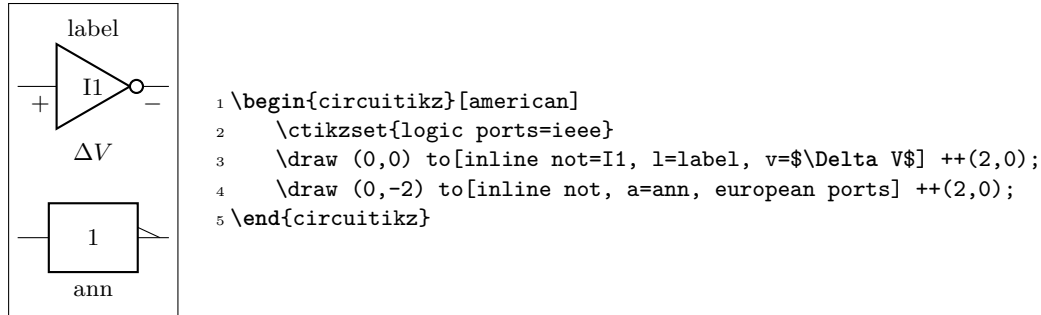 label
I1
+ −
ΔV
1
ann
1 \begin{circuitikz}[american]
2     \ctikzset{logic ports=ieee}
3     \draw (0,0) to[inline not=I1, l=label, v=$\Delta V$] ++(2,0);
4     \draw (0,-2) to[inline not, a=ann, european ports] ++(2,0);
5 \end{circuitikz}